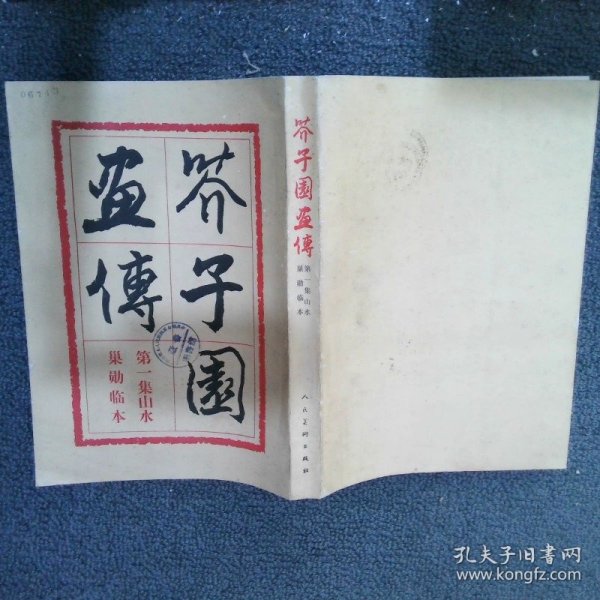 芥子園
畫傳
第一集山水
巢勋临本
芥子園畫傳
第一集山水
巢勋临本
人民美術出版社
孔夫子旧书网
www.kongfz.com